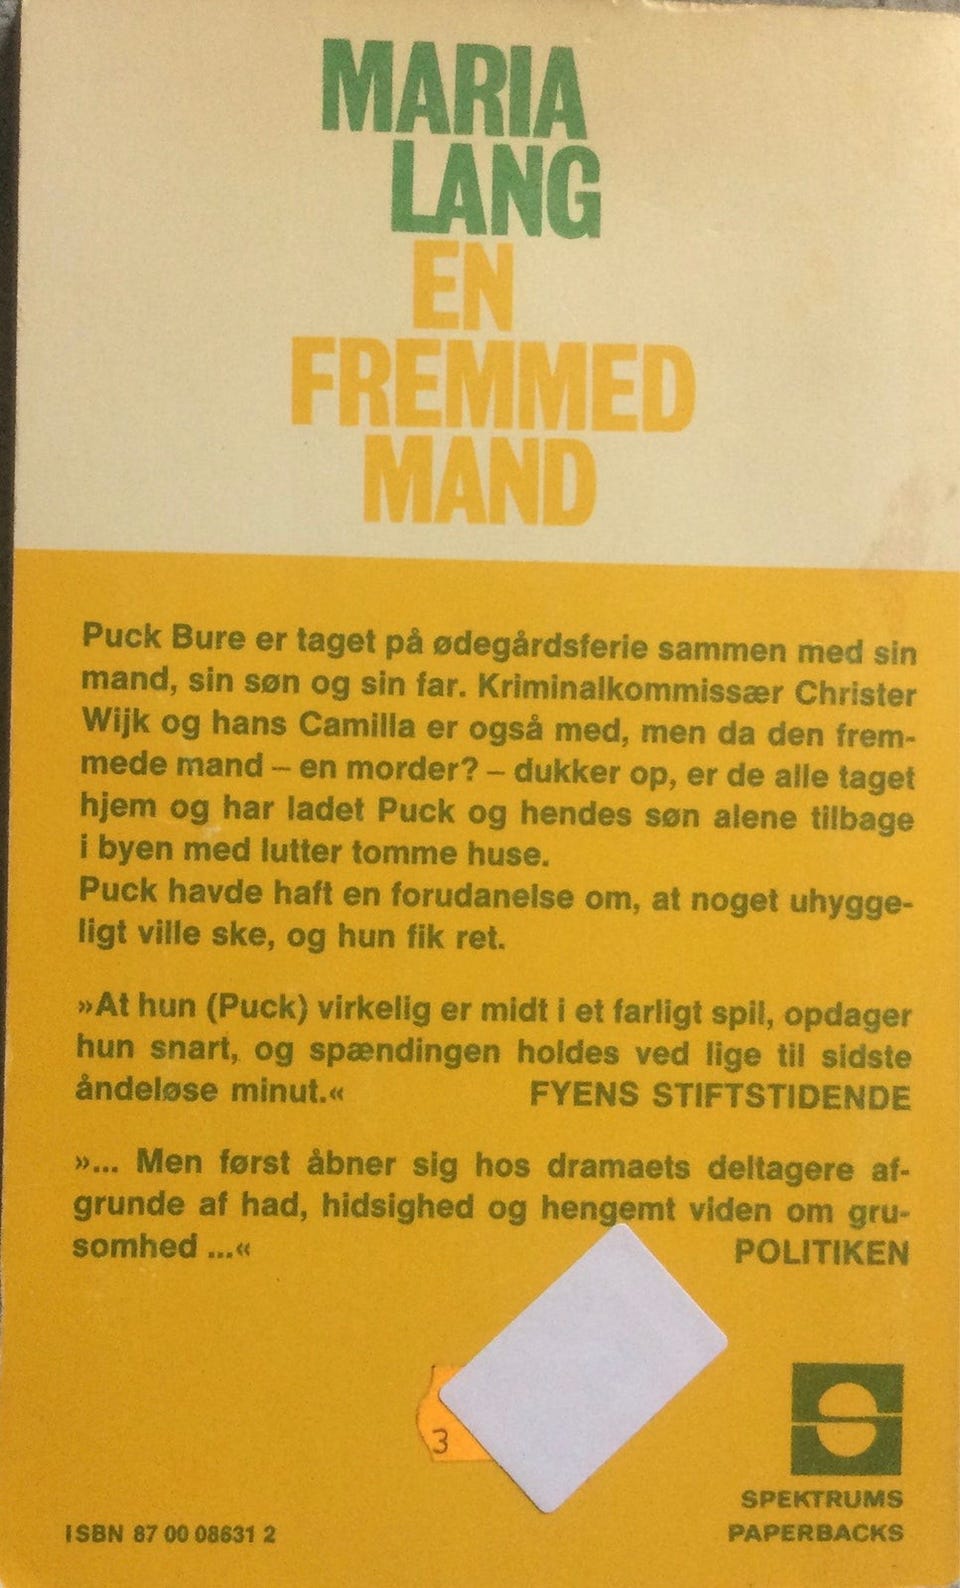 MARIA
LANG
EN
FREMMED
MAND
Puck Bure er taget på ødegårdsferie sammen med sin
mand, sin søn og sin far. Kriminalkommissær Christer
Wijk og hans Camilla er også med, men da den frem-
mede mand – en morder? – dukker op, er de alle taget
hjem og har ladet Puck og hendes søn alene tilbage
i byen med lutter tomme huse.
Puck havde haft en forudanelse om, at noget uhygge-
ligt ville ske, og hun fik ret.
»At hun (Puck) virkelig er midt i et farligt spil, opdager
hun snart, og spændingen holdes ved lige til sidste
åndeløse minut.« FYENS STIFTSTIDENDE
»... Men først åbner sig hos dramaets deltagere af-
grunde af had, hidsighed og hengemt viden om gru-
somhed ...« POLITIKEN
3
SPEKTRUMS
PAPERBACKS
ISBN 87 00 08631 2